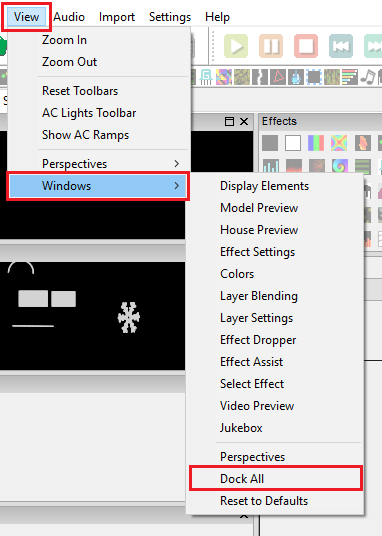 View Audio Import Settings Help
Zoom In
Zoom Out
Reset Toolbars
AC Lights Toolbar
Show AC Ramps
Effects
Perspectives
Windows
Display Elements
Model Preview
House Preview
Effect Settings
Colors
Layer Blending
Layer Settings
Effect Dropper
Effect Assist
Select Effect
Video Preview
Jukebox
Perspectives
Dock All
Reset to Defaults